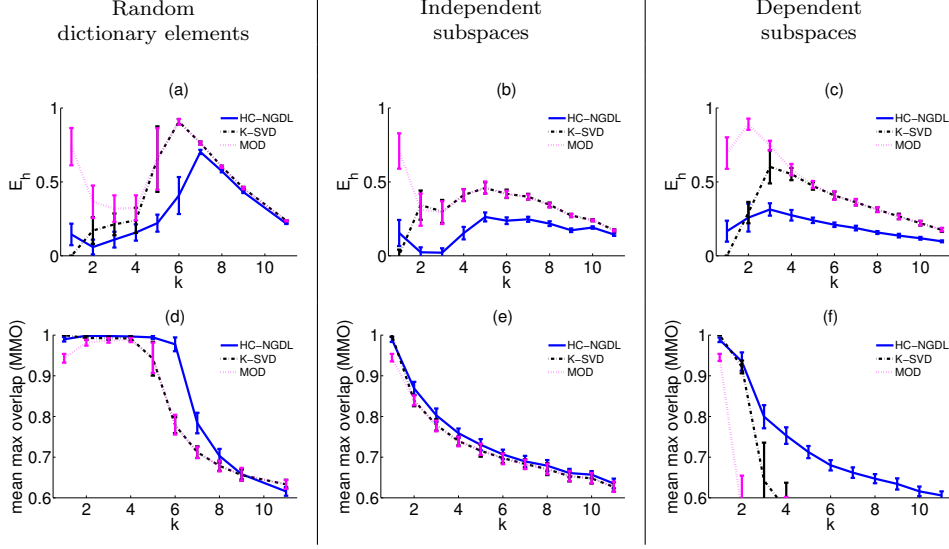 Random
dictionary elements
Independent
subspaces
Dependent
subspaces
(a)
1
0.5
0
E_h
2 4 6 8 10
k
HC−NGDL
K−SVD
MOD
(b)
1
0.5
0
E_h
2 4 6 8 10
k
HC−NGDL
K−SVD
MOD
(c)
1
0.5
0
E_h
2 4 6 8 10
k
HC−NGDL
K−SVD
MOD
(d)
1
0.9
0.8
0.7
0.6
mean max overlap (MMO)
2 4 6 8 10
k
HC−NGDL
K−SVD
MOD
(e)
1
0.9
0.8
0.7
0.6
mean max overlap (MMO)
2 4 6 8 10
k
HC−NGDL
K−SVD
MOD
(f)
1
0.9
0.8
0.7
0.6
mean max overlap (MMO)
2 4 6 8 10
k
HC−NGDL
K−SVD
MOD